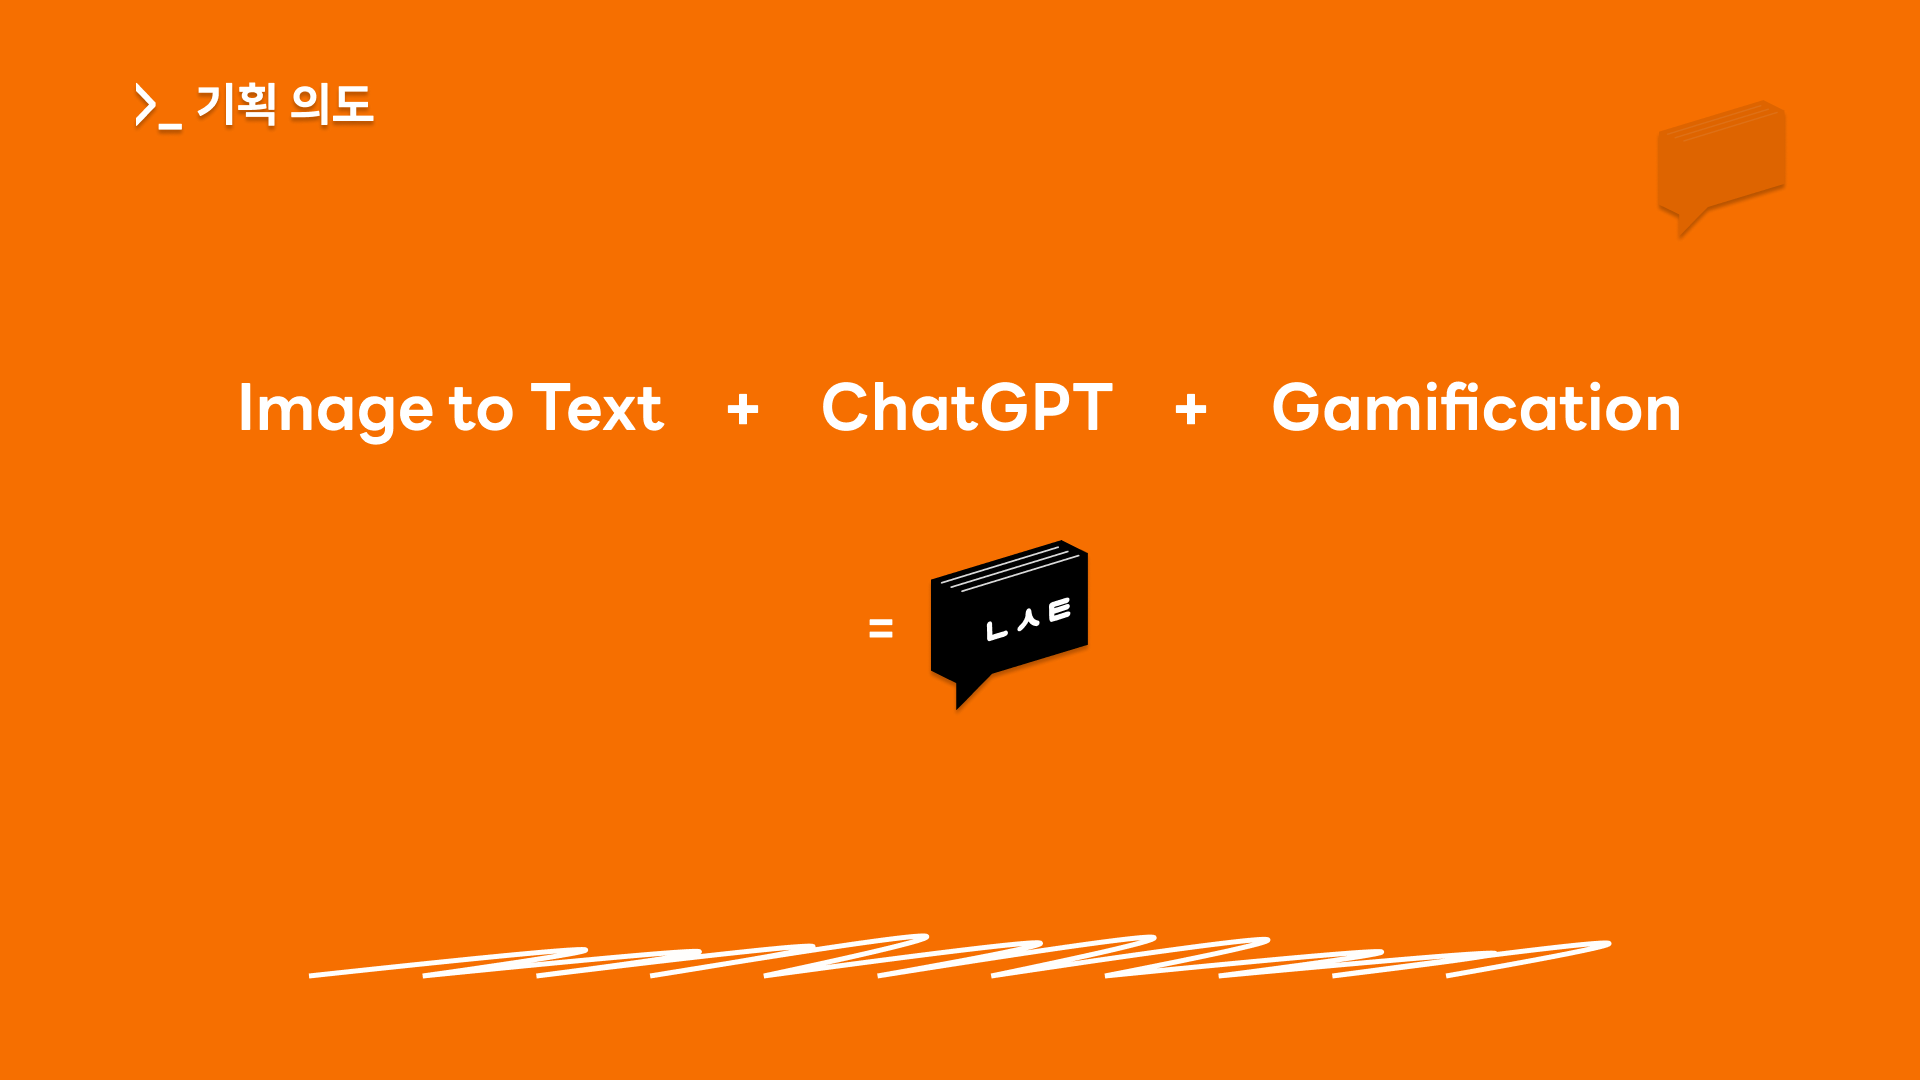 >_ 기획 의도
Image to Text + ChatGPT + Gamification
= ㄴㅅㅌ